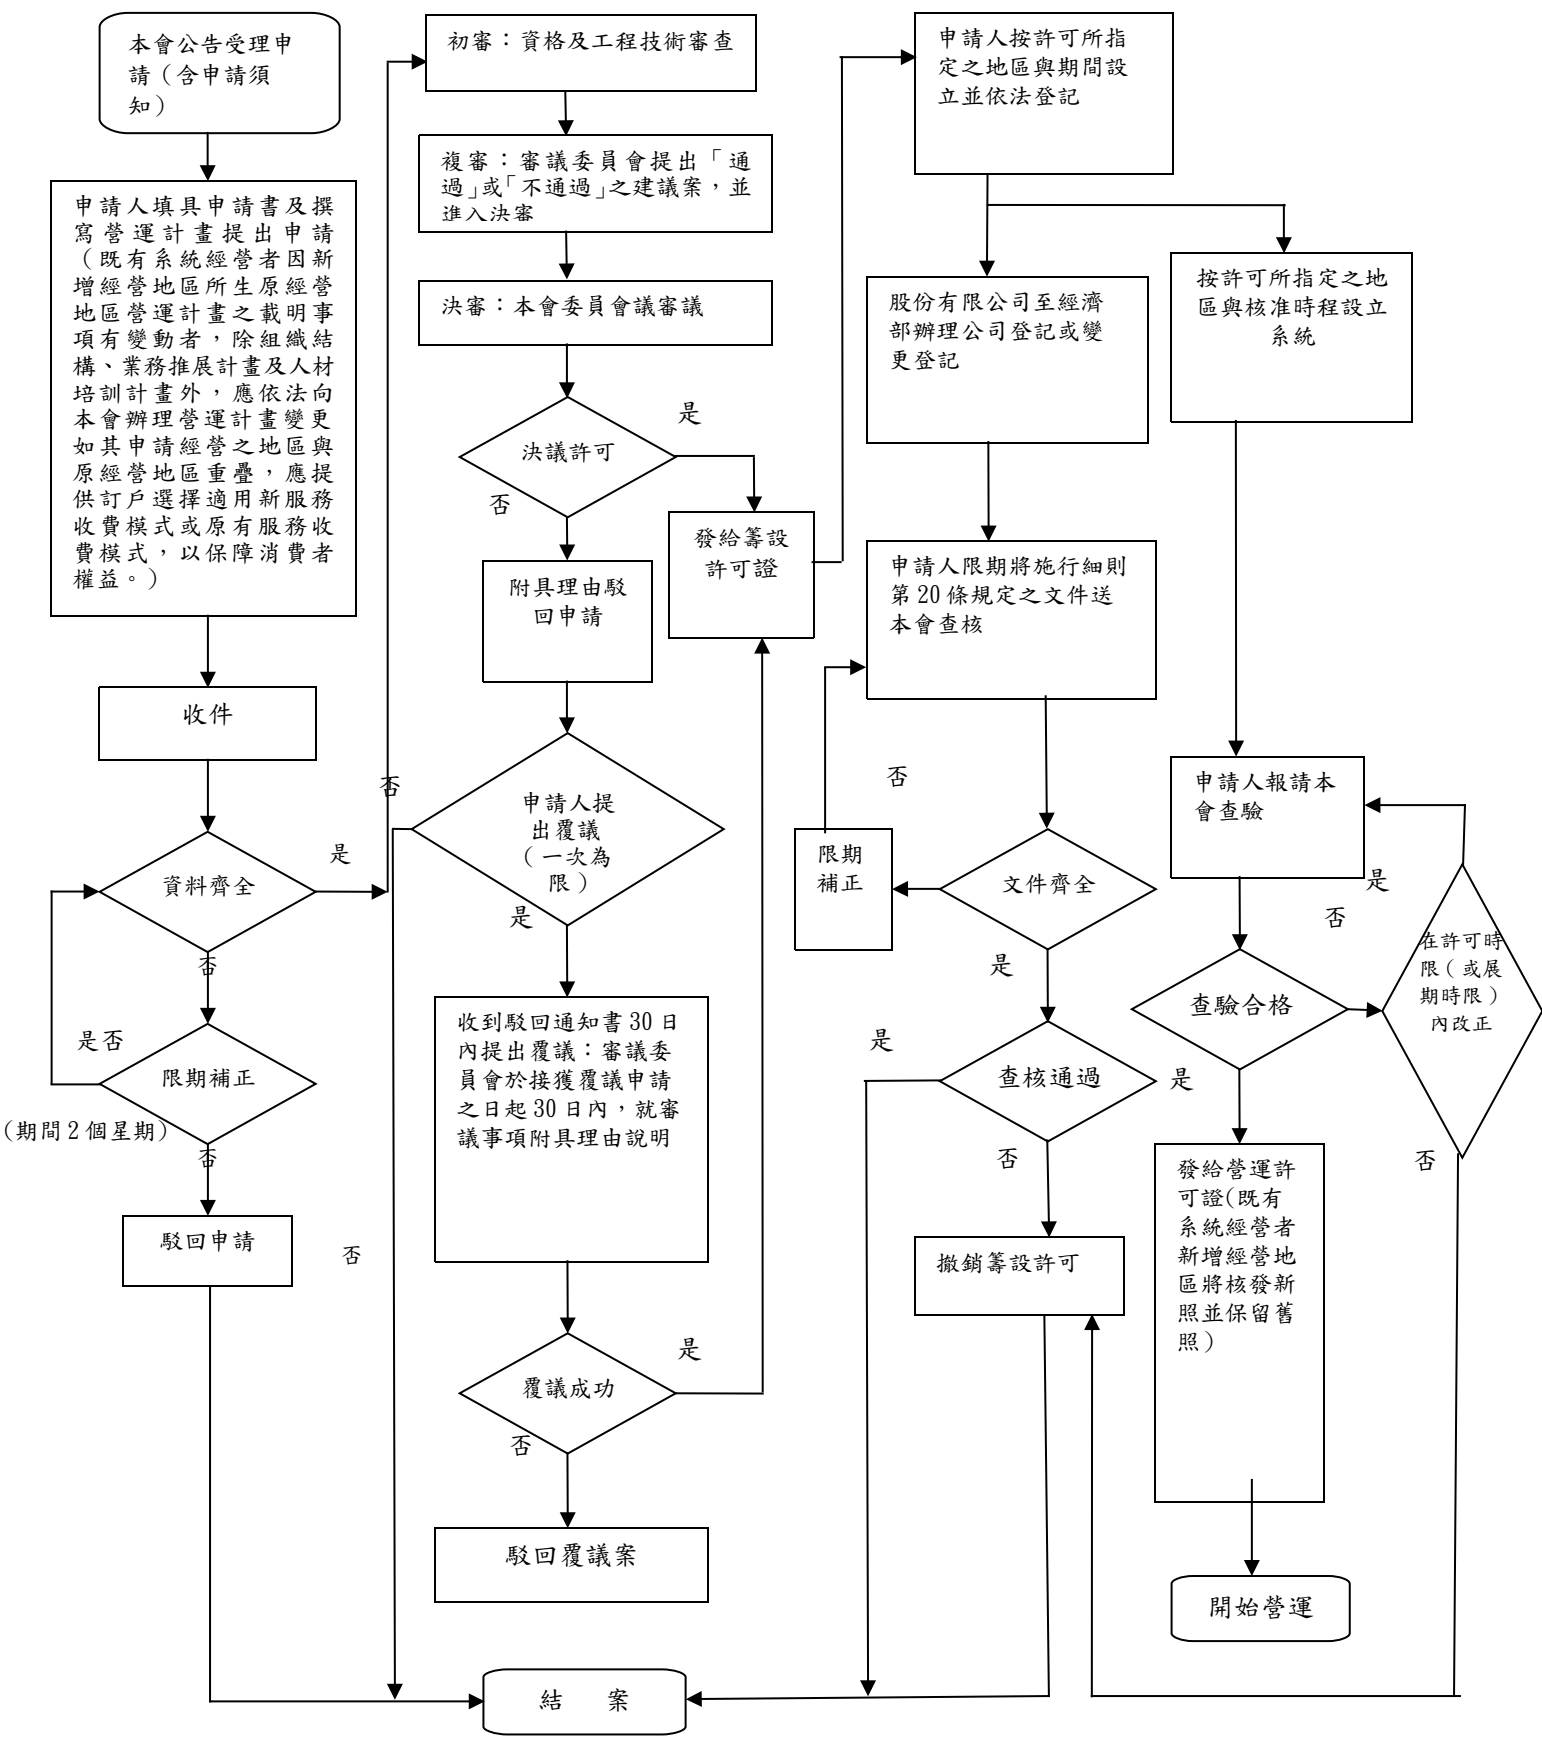 本會公告受理申
請（含申請須
知）
申請人填具申請書及撰
寫營運計畫提出申請
（既有系統經營者因新
增經營地區所生原經營
地區營運計畫之載明事
項有變動者，除組織結
構、業務推展計畫及人材
培訓計畫外，應依法向
本會辦理營運計畫變更
如其申請經營之地區與
原經營地區重疊，應提
供訂戶選擇適用新服務
收費模式或原有服務收
費模式，以保障消費者
權益。）
收件
資料齊全
是
否
是否
限期補正
（期間2個星期）
否
駁回申請
否
初審：資格及工程技術審查
複審：審議委員會提出「通
過」或「不通過」之建議案，並
進入決審
決審：本會委員會議審議
決議許可
是
否
發給籌設
許可證
附具理由駁
回申請
否
申請人提
出覆議
（一次為
限）
是
收到駁回通知書30日
內提出覆議：審議委
員會於接獲覆議申請
之日起30日內，就審
議事項附具理由說明
覆議成功
是
否
駁回覆議案
結　案
申請人按許可所指
定之地區與期間設
立並依法登記
股份有限公司至經濟
部辦理公司登記或變
更登記
申請人限期將施行細則
第20條規定之文件送
本會查核
否
限期
補正
文件齊全
是
是
查核通過
否
撤銷籌設許可
按許可所指定之地
區與核准時程設立
系統
申請人報請本
會查驗
是
否
在許可時
限（或展
期時限）
內改正
查驗合格
是
否
發給營運許
可證(既有
系統經營者
新增經營地
區將核發新
照並保留舊
照）
開始營運